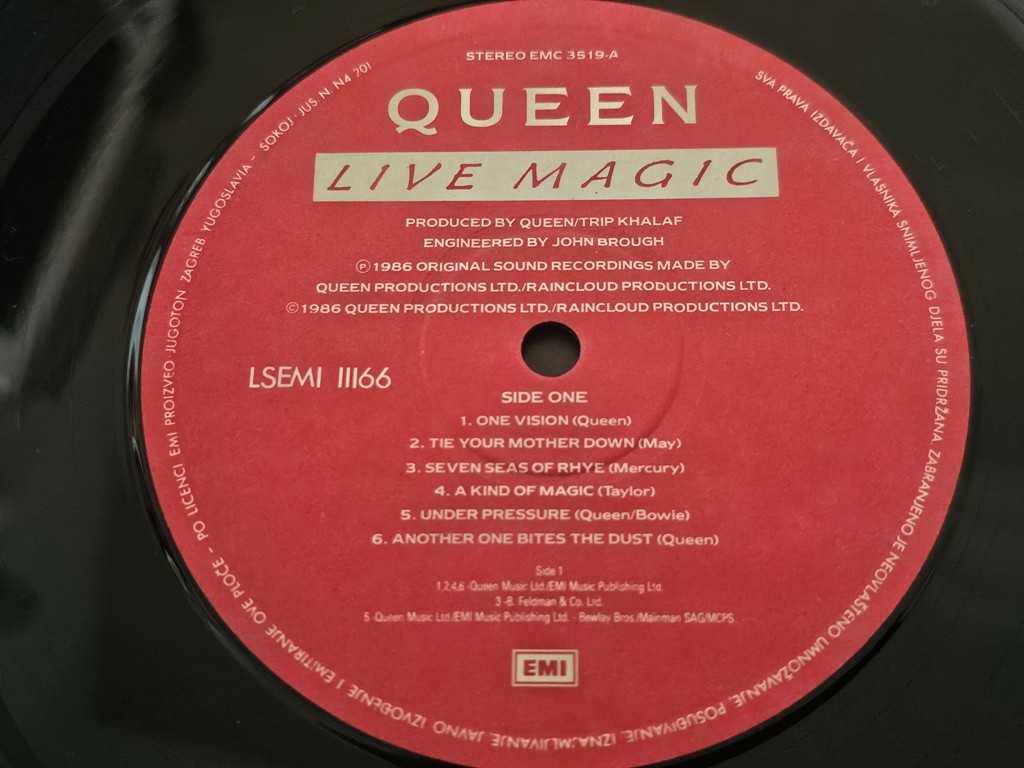 STEREO EMC 3519-A
QUEEN
LIVE MAGIC
PRODUCED BY QUEEN/TRIP KHALAF
ENGINEERED BY JOHN BROUGH
Ⓟ1986 ORIGINAL SOUND RECORDINGS MADE BY
QUEEN PRODUCTIONS LTD./RAINCLOUD PRODUCTIONS LTD.
©1986 QUEEN PRODUCTIONS LTD./RAINCLOUD PRODUCTIONS LTD.
LSEMI 11166
SIDE ONE
1. ONE VISION (Queen)
2. TIE YOUR MOTHER DOWN (May)
3. SEVEN SEAS OF RHYE (Mercury)
4. A KIND OF MAGIC (Taylor)
5. UNDER PRESSURE (Queen/Bowie)
6. ANOTHER ONE BITES THE DUST (Queen)
Side 1
1,2,4,6 -Queen Music Ltd./EMI Music Publishing Ltd.
3 -B. Feldman & Co. Ltd.
5 -Queen Music Ltd./EMI Music Publishing Ltd. - Bewlay Bros./Mainman SAG/MCPS
EMI
SVA PRAVA IZDAVAČA I VLASNIKA SNIMLJENOG DJELA SU PRIDRŽANA. ZABRANJENO JE NEOVLAŠTENO UMNOŽAVANJE, POSUĐIVANJE, IZNAJMLJIVANJE, JAVNO IZVOĐENJE I EMITIRANJE OVE PLOČE - PO LICENCI EMI PROIZVEO JUGOTON ZAGREB YUGOSLAVIA - SOKOJ - JUS. N. N4 201